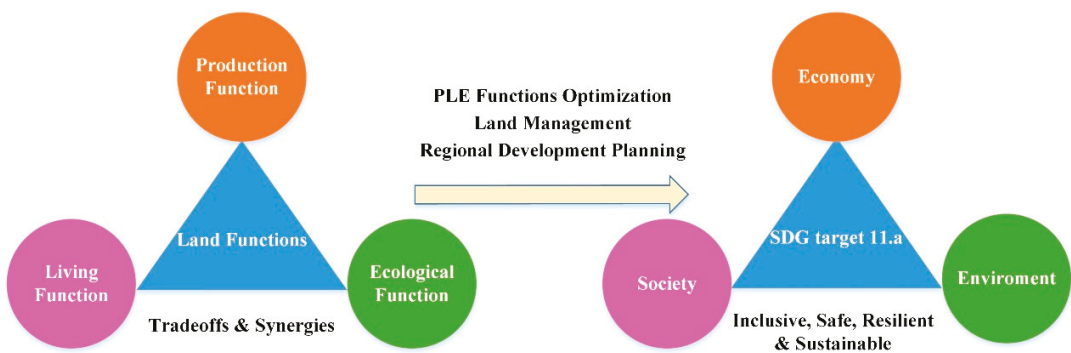 Production
Function
Land Functions
Living
Function
Ecological
Function
Tradeoffs & Synergies
PLE Functions Optimization
Land Management
Regional Development Planning
Economy
SDG target 11.a
Society
Enviroment
Inclusive, Safe, Resilient
& Sustainable